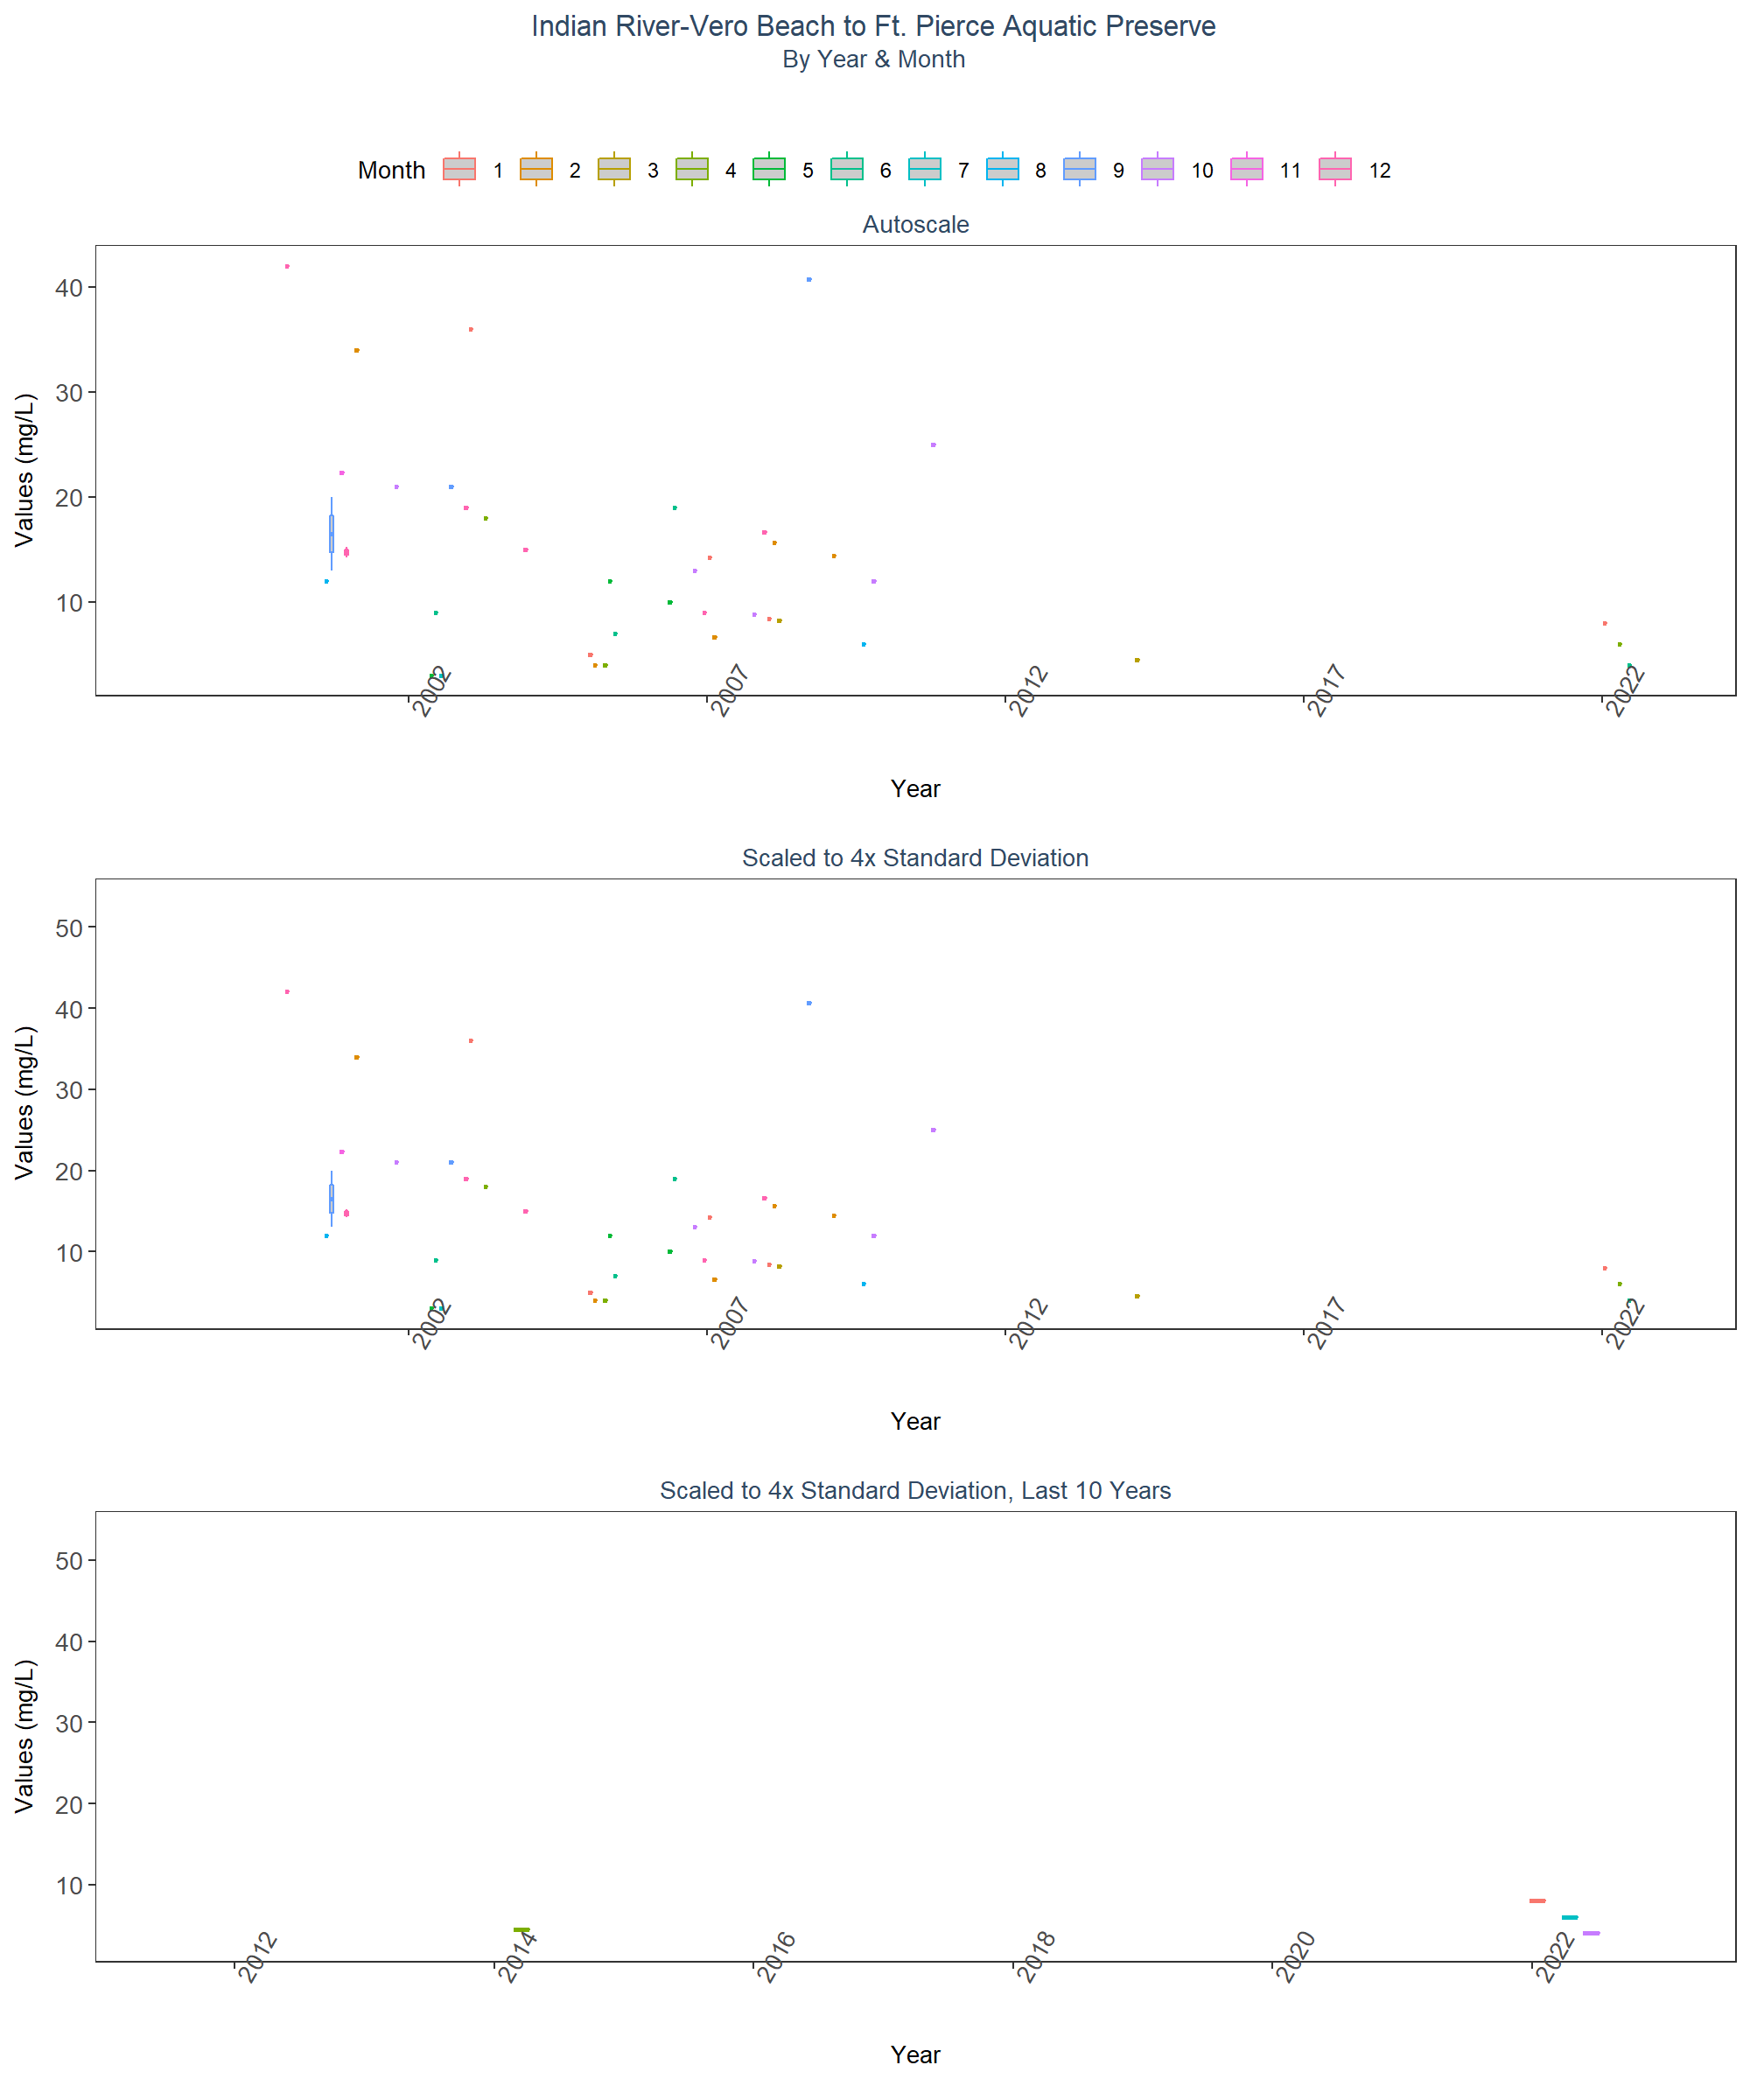 Indian River-Vero Beach to Ft. Pierce Aquatic Preserve
By Year & Month
Month 1 2 3 4 5 6 7 8 9 10 11 12
Autoscale
Values (mg/L)
40
30
20
10
2002 2007 2012 2017 2022
Year
Scaled to 4x Standard Deviation
Values (mg/L)
50
40
30
20
10
2002 2007 2012 2017 2022
Year
Scaled to 4x Standard Deviation, Last 10 Years
Values (mg/L)
50
40
30
20
10
2012 2014 2016 2018 2020 2022
Year